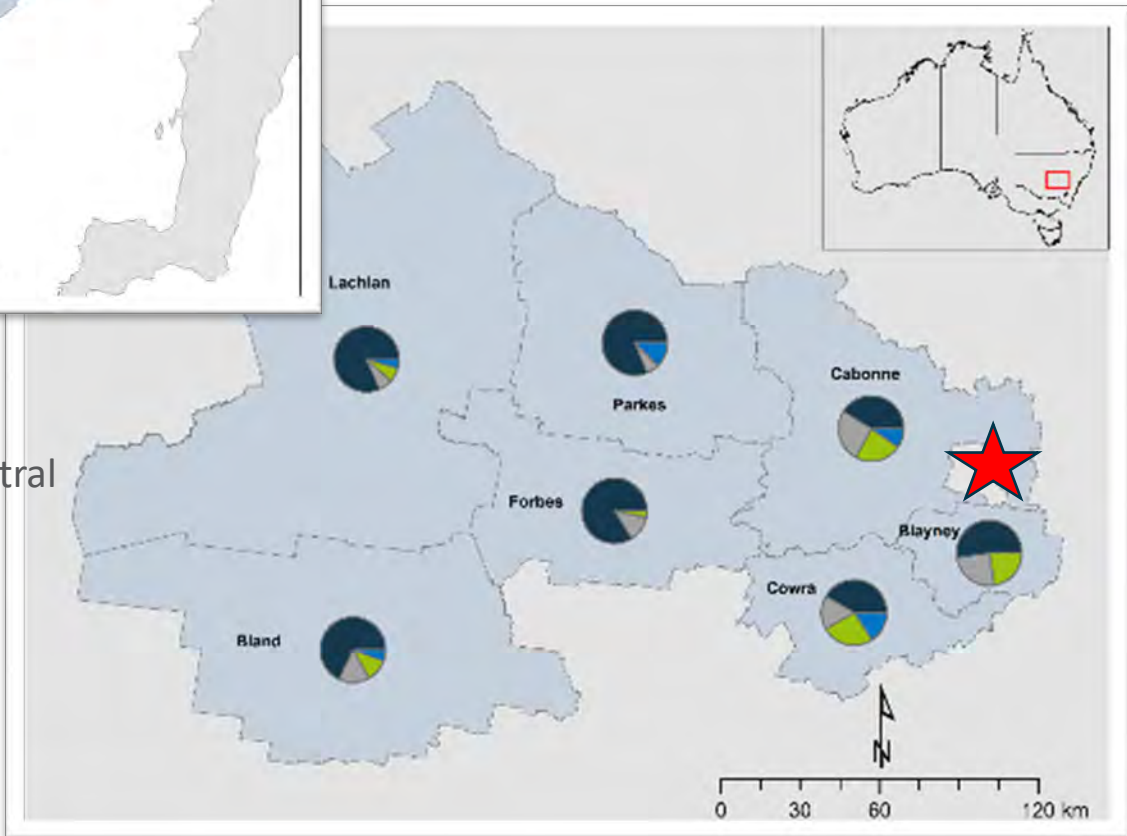 Lachlan
Parkes
Cabonne
tral
Forbes
Blayney
Cowra
Bland
N
0 30 60 120 km